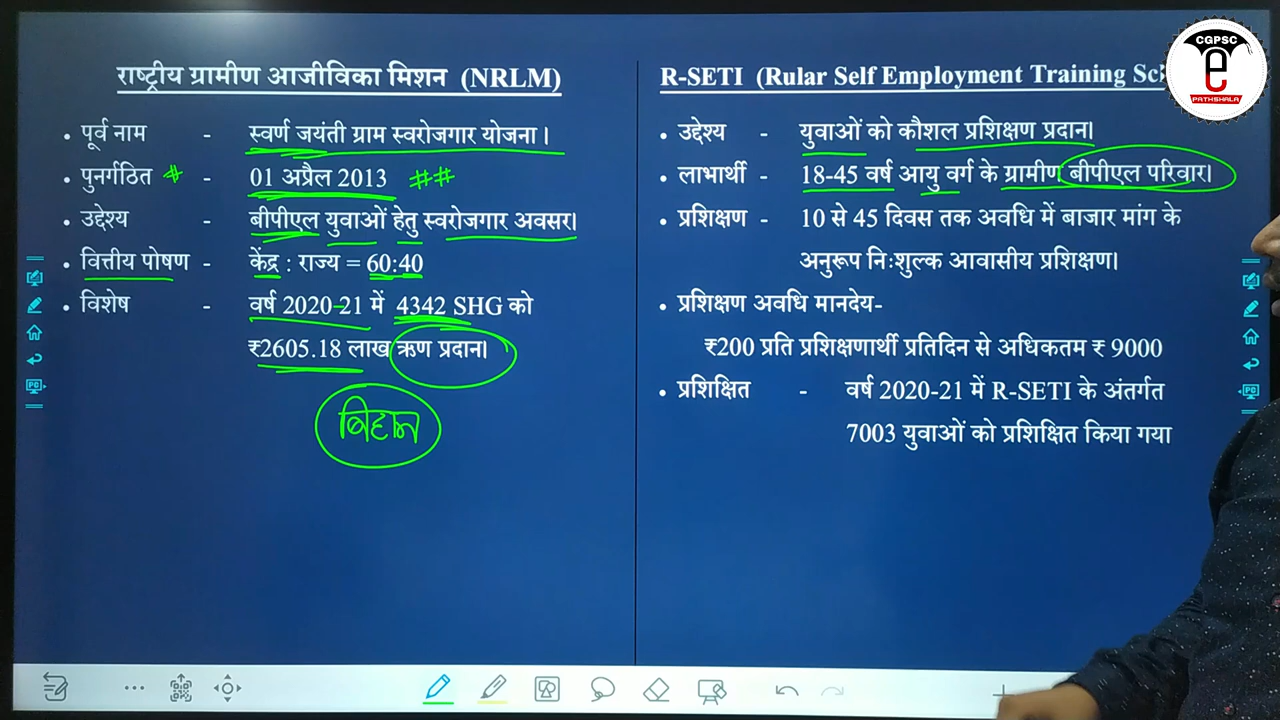 राष्ट्रीय ग्रामीण आजीविका मिशन (NRLM)
• पूर्व नाम - स्वर्ण जयंती ग्राम स्वरोजगार योजना।
• पुनर्गठित # - 01 अप्रैल 2013 ##
• उद्देश्य - बीपीएल युवाओं हेतु स्वरोजगार अवसर।
• वित्तीय पोषण - केंद्र : राज्य = 60:40
• विशेष - वर्ष 2020-21 में 4342 SHG को
₹2605.18 लाख ऋण प्रदान।
बिहान
R-SETI (Rular Self Employment Training
• उद्देश्य - युवाओं को कौशल प्रशिक्षण प्रदान।
• लाभार्थी - 18-45 वर्ष आयु वर्ग के ग्रामीण बीपीएल परिवार।
• प्रशिक्षण - 10 से 45 दिवस तक अवधि में बाजार मांग के
अनुरूप निःशुल्क आवासीय प्रशिक्षण।
• प्रशिक्षण अवधि मानदेय-
₹200 प्रति प्रशिक्षणार्थी प्रतिदिन से अधिकतम ₹ 9000
• प्रशिक्षित - वर्ष 2020-21 में R-SETI के अंतर्गत
7003 युवाओं को प्रशिक्षित किया गया
CGPSC
e
PATHSHALA
PC
PC